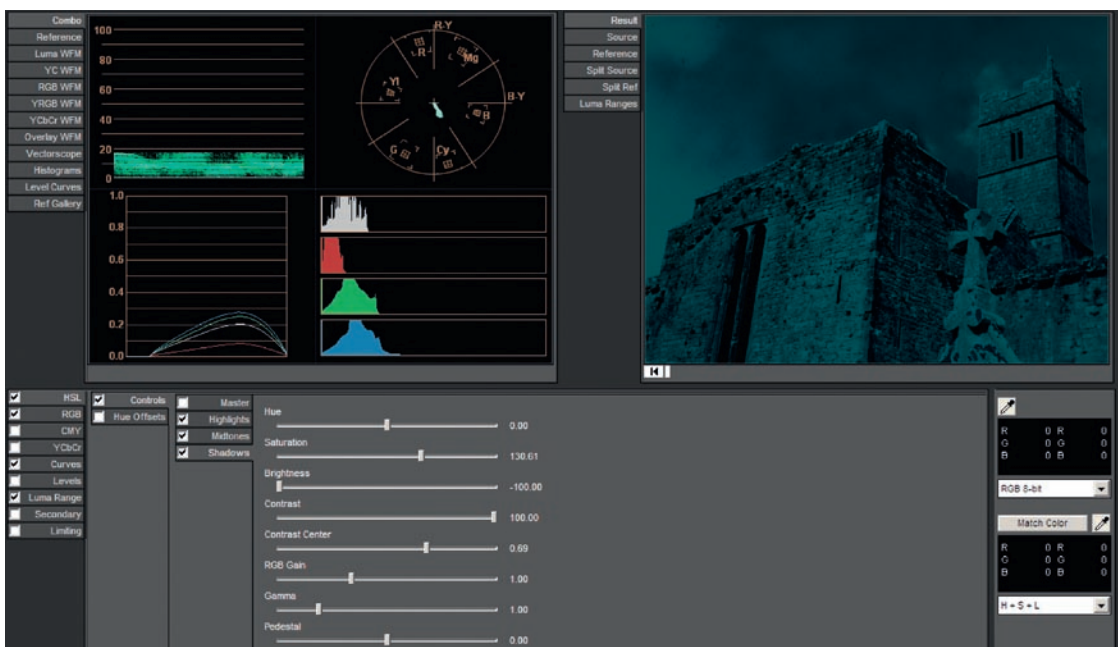 Combo
Reference
Luma WFM
YC WFM
RGB WFM
YRGB WFM
YCbCr WFM
Overlay WFM
Vectorscope
Histograms
Level Curves
Ref Gallery
100
80
60
40
20
0
R-Y
R
Mg
Yl
B-Y
B
G
Cy
1.0
0.8
0.6
0.4
0.2
0.0
Result
Source
Reference
Split Source
Split Ref
Luma Ranges
HSL
RGB
CMY
YCbCr
Curves
Levels
Luma Range
Secondary
Limiting
Controls
Hue Offsets
Master
Highlights
Midtones
Shadows
Hue
0.00
Saturation
130.61
Brightness
-100.00
Contrast
100.00
Contrast Center
0.69
RGB Gain
1.00
Gamma
1.00
Pedestal
0.00
R 0 R 0
G 0 G 0
B 0 B 0
RGB 8-bit
Match Color
R 0 R 0
G 0 G 0
B 0 B 0
H + S + L